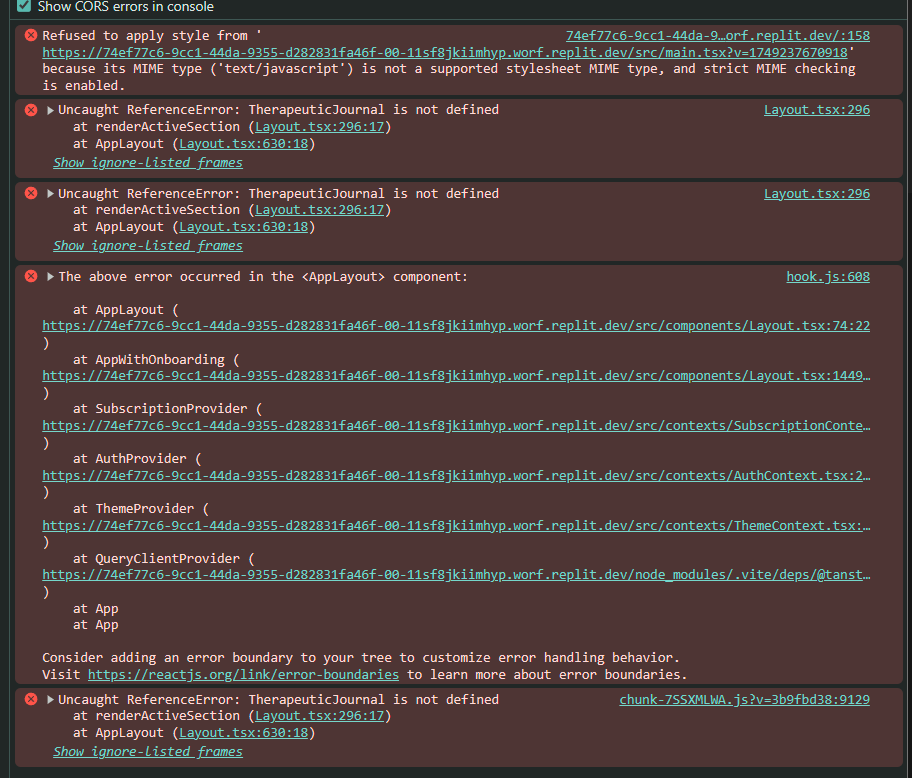 Show CORS errors in console
Refused to apply style from ' 74ef77c6-9cc1-44da-9…orf.replit.dev/:158
https://74ef77c6-9cc1-44da-9355-d282831fa46f-00-11sf8jkiimhyp.worf.replit.dev/src/main.tsx?v=1749237670918'
because its MIME type ('text/javascript') is not a supported stylesheet MIME type, and strict MIME checking
is enabled.
Uncaught ReferenceError: TherapeuticJournal is not defined Layout.tsx:296
at renderActiveSection (Layout.tsx:296:17)
at AppLayout (Layout.tsx:630:18)
Show ignore-listed frames
Uncaught ReferenceError: TherapeuticJournal is not defined Layout.tsx:296
at renderActiveSection (Layout.tsx:296:17)
at AppLayout (Layout.tsx:630:18)
Show ignore-listed frames
The above error occurred in the <AppLayout> component: hook.js:608
at AppLayout (
https://74ef77c6-9cc1-44da-9355-d282831fa46f-00-11sf8jkiimhyp.worf.replit.dev/src/components/Layout.tsx:74:22
)
at AppWithOnboarding (
https://74ef77c6-9cc1-44da-9355-d282831fa46f-00-11sf8jkiimhyp.worf.replit.dev/src/components/Layout.tsx:1449…
)
at SubscriptionProvider (
https://74ef77c6-9cc1-44da-9355-d282831fa46f-00-11sf8jkiimhyp.worf.replit.dev/src/contexts/SubscriptionConte…
)
at AuthProvider (
https://74ef77c6-9cc1-44da-9355-d282831fa46f-00-11sf8jkiimhyp.worf.replit.dev/src/contexts/AuthContext.tsx:2…
)
at ThemeProvider (
https://74ef77c6-9cc1-44da-9355-d282831fa46f-00-11sf8jkiimhyp.worf.replit.dev/src/contexts/ThemeContext.tsx:…
)
at QueryClientProvider (
https://74ef77c6-9cc1-44da-9355-d282831fa46f-00-11sf8jkiimhyp.worf.replit.dev/node_modules/.vite/deps/@tanst…
)
at App
at App
Consider adding an error boundary to your tree to customize error handling behavior.
Visit https://reactjs.org/link/error-boundaries to learn more about error boundaries.
Uncaught ReferenceError: TherapeuticJournal is not defined chunk-7SSXMLWA.js?v=3b9fbd38:9129
at renderActiveSection (Layout.tsx:296:17)
at AppLayout (Layout.tsx:630:18)
Show ignore-listed frames